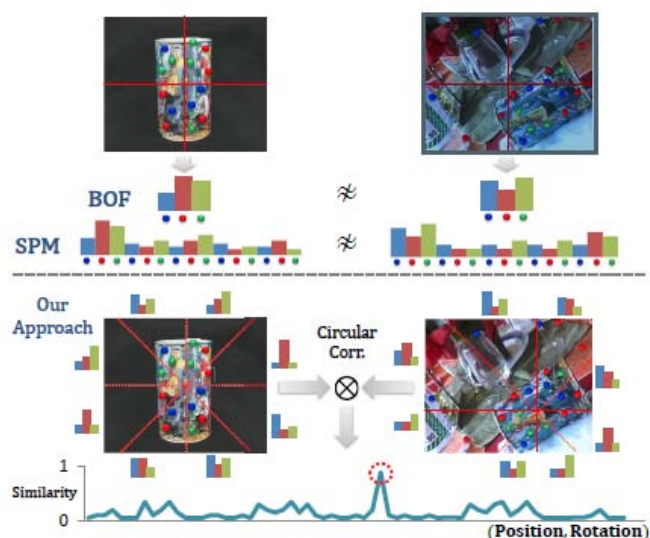 BOF
≉
SPM
≉
Our
Approach
Circular
Corr.
⊗
1
Similarity
0
(Position, Rotation)